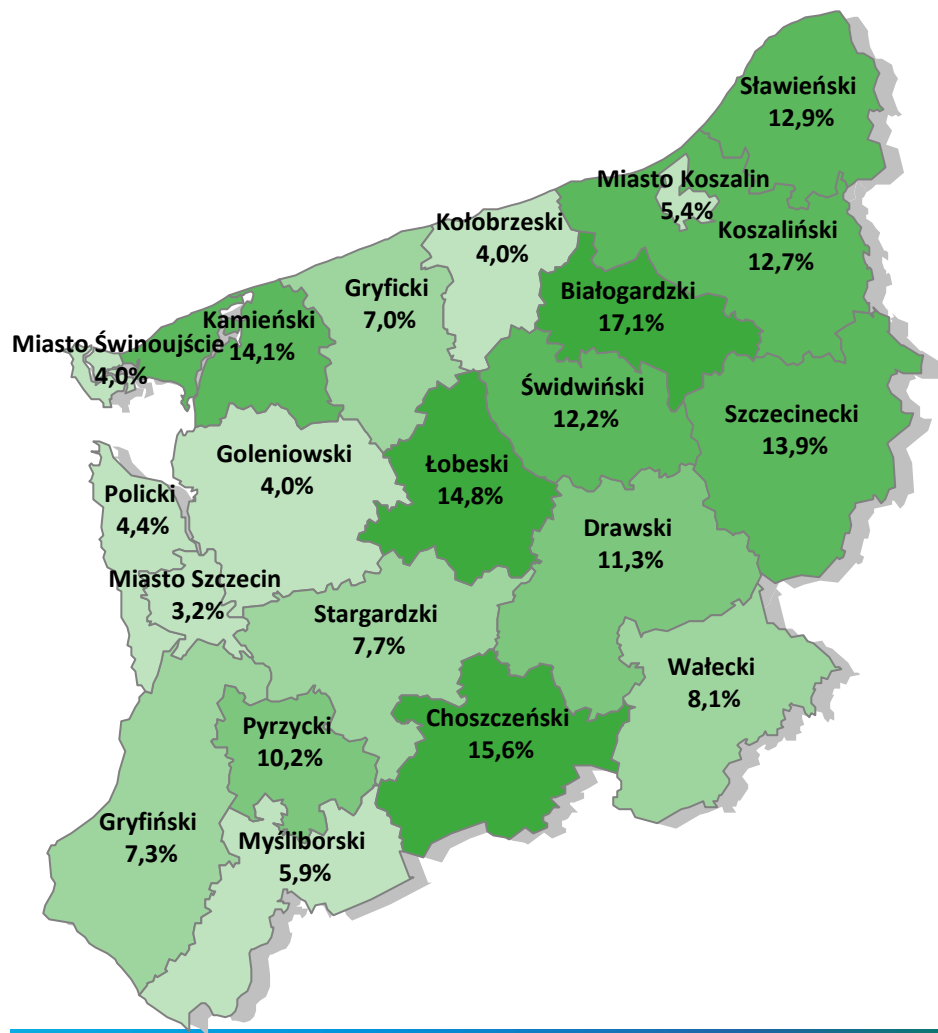 Sławieński
12,9%
Miasto Koszalin
5,4%
Kołobrzeski
4,0%
Koszaliński
12,7%
Gryficki
7,0%
Białogardzki
17,1%
Kamieński
14,1%
Miasto Świnoujście
4,0%
Świdwiński
12,2%
Szczecinecki
13,9%
Goleniowski
4,0%
Łobeski
14,8%
Policki
4,4%
Drawski
11,3%
Miasto Szczecin
3,2%
Stargardzki
7,7%
Wałecki
8,1%
Choszczeński
15,6%
Pyrzycki
10,2%
Gryfiński
7,3%
Myśliborski
5,9%